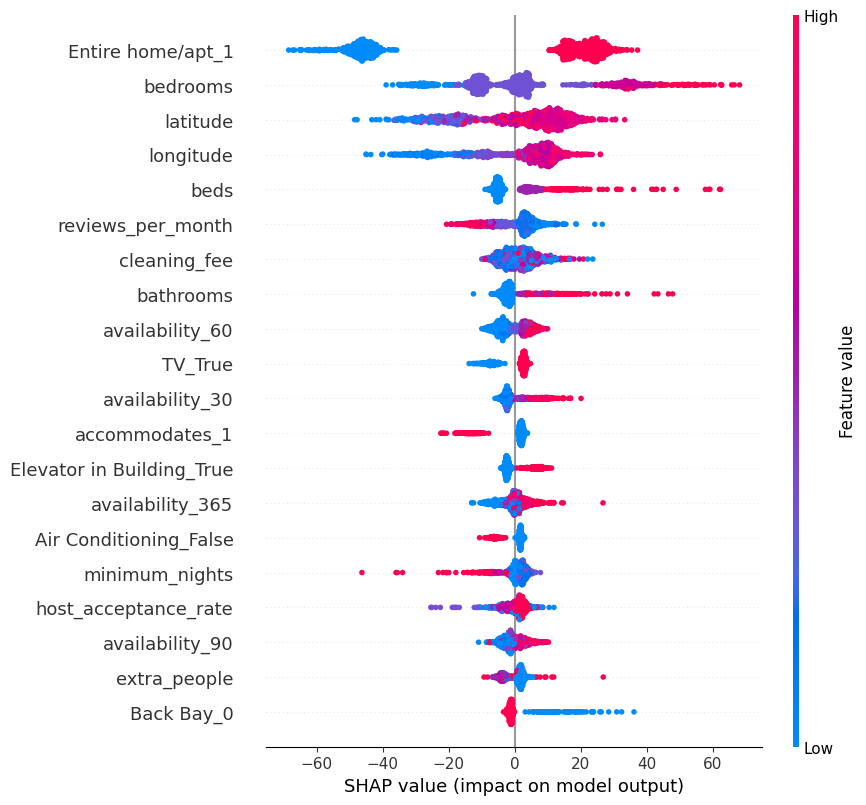 High
Entire home/apt_1
bedrooms
latitude
longitude
beds
reviews_per_month
cleaning_fee
bathrooms
availability_60
TV_True
availability_30
accommodates_1
Elevator in Building_True
availability_365
Air Conditioning_False
minimum_nights
host_acceptance_rate
availability_90
extra_people
Back Bay_0
Feature value
Low
−60 −40 −20 0 20 40 60
SHAP value (impact on model output)